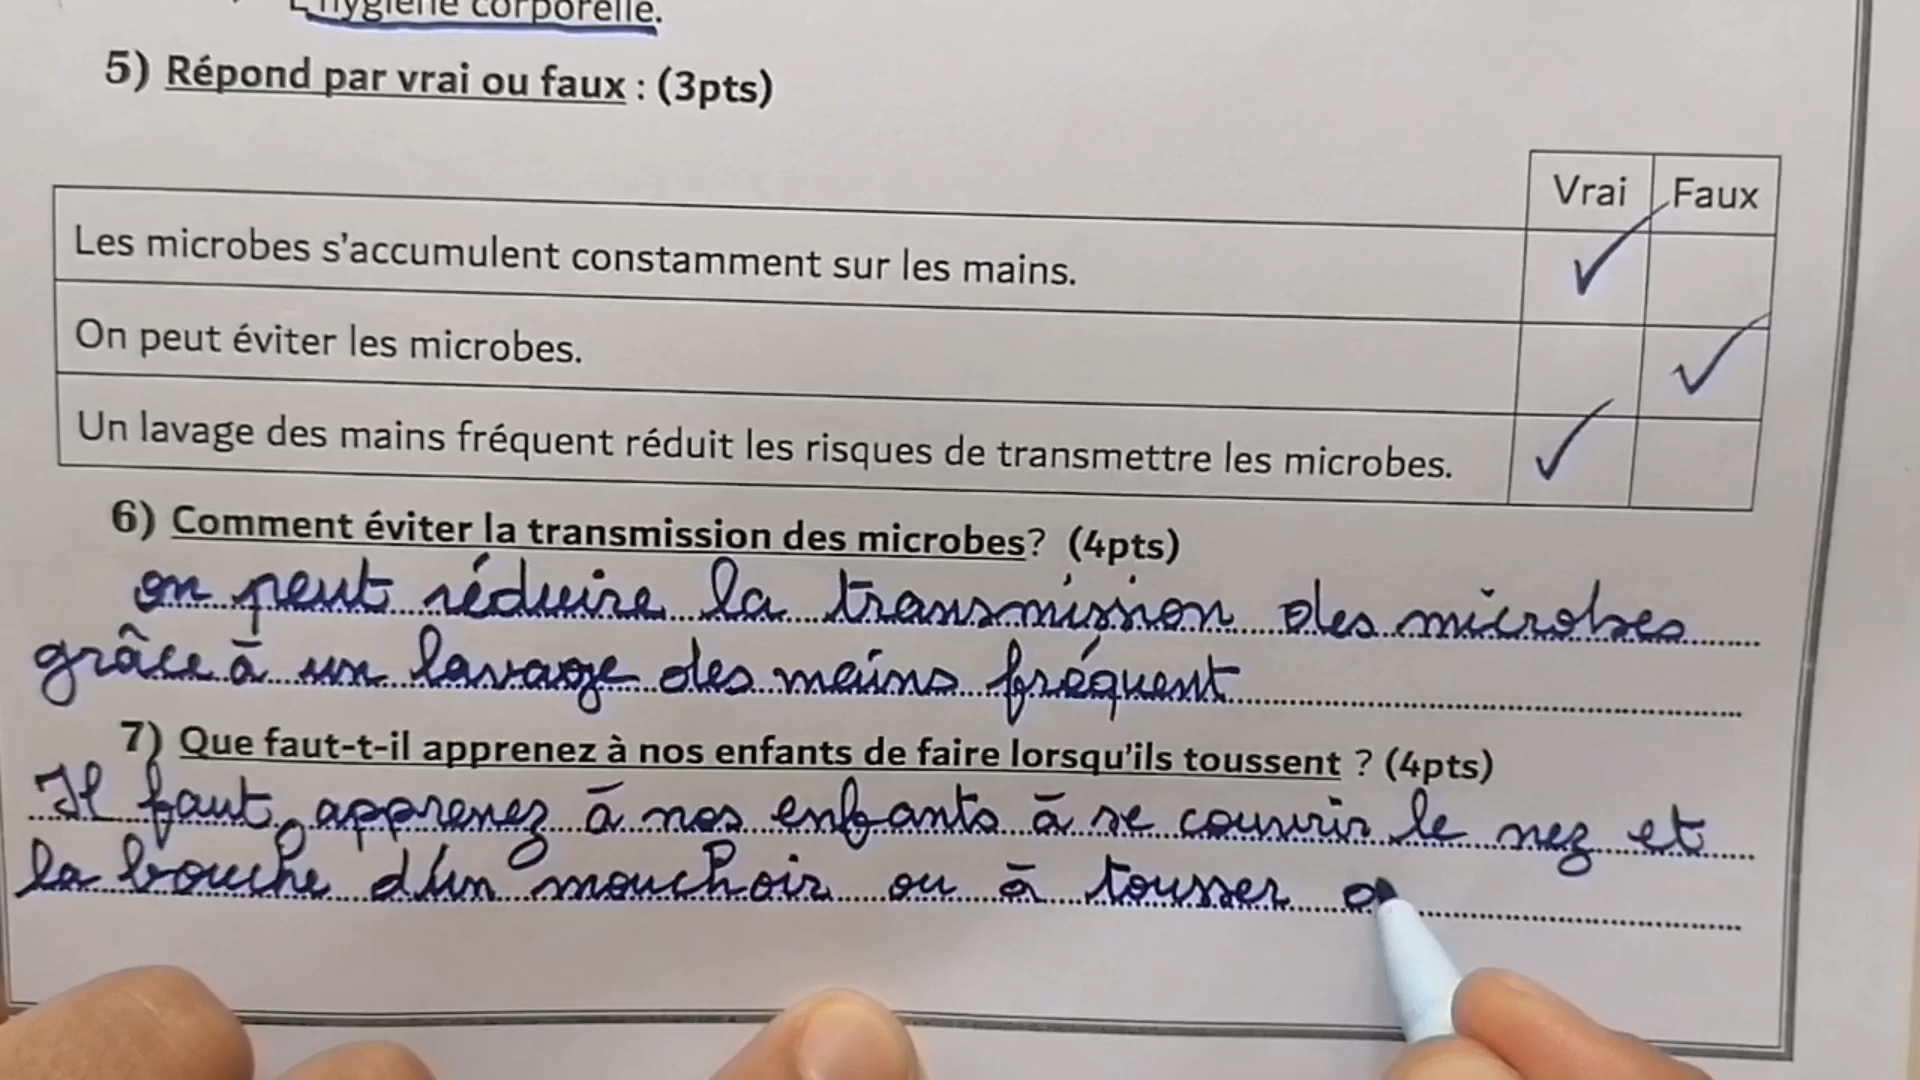 L'hygiène corporelle.
5) Répond par vrai ou faux : (3pts)
Vrai Faux
Les microbes s'accumulent constamment sur les mains. ✓
On peut éviter les microbes. ✓
Un lavage des mains fréquent réduit les risques de transmettre les microbes. ✓
6) Comment éviter la transmission des microbes? (4pts)
on peut réduire la transmission des microbes
grâce à un lavage des mains fréquent
7) Que faut-t-il apprenez à nos enfants de faire lorsqu'ils toussent ? (4pts)
Il faut apprenez à nos enfants à se couvrir le nez et
la bouche d'un mouchoir ou à tousser